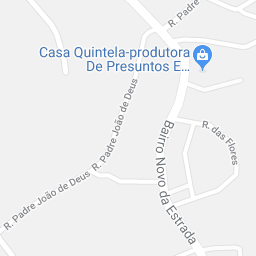 R. Padre
Casa Quintela-produtora
De Presuntos E...
R. Padre João de Deus
Bairro Novo da Estrada
R. das Flores
R. Padre João de Deus